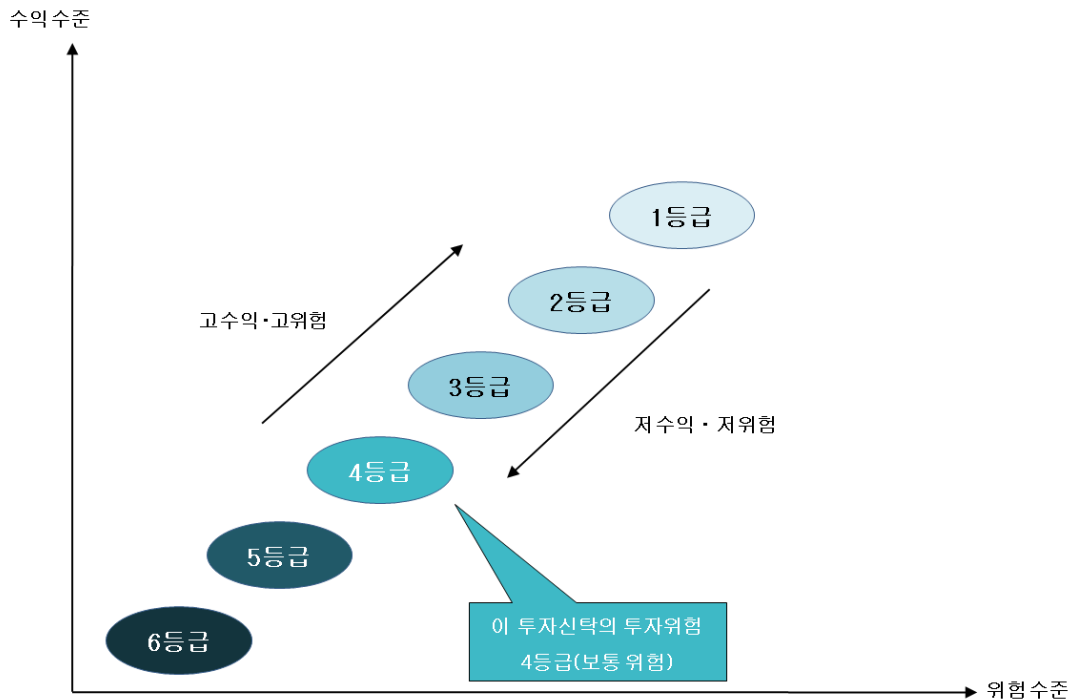 수익수준
1등급
2등급
고수익·고위험
3등급
저수익·저위험
4등급
5등급
이 투자신탁의 투자위험
4등급(보통 위험)
6등급
위험수준